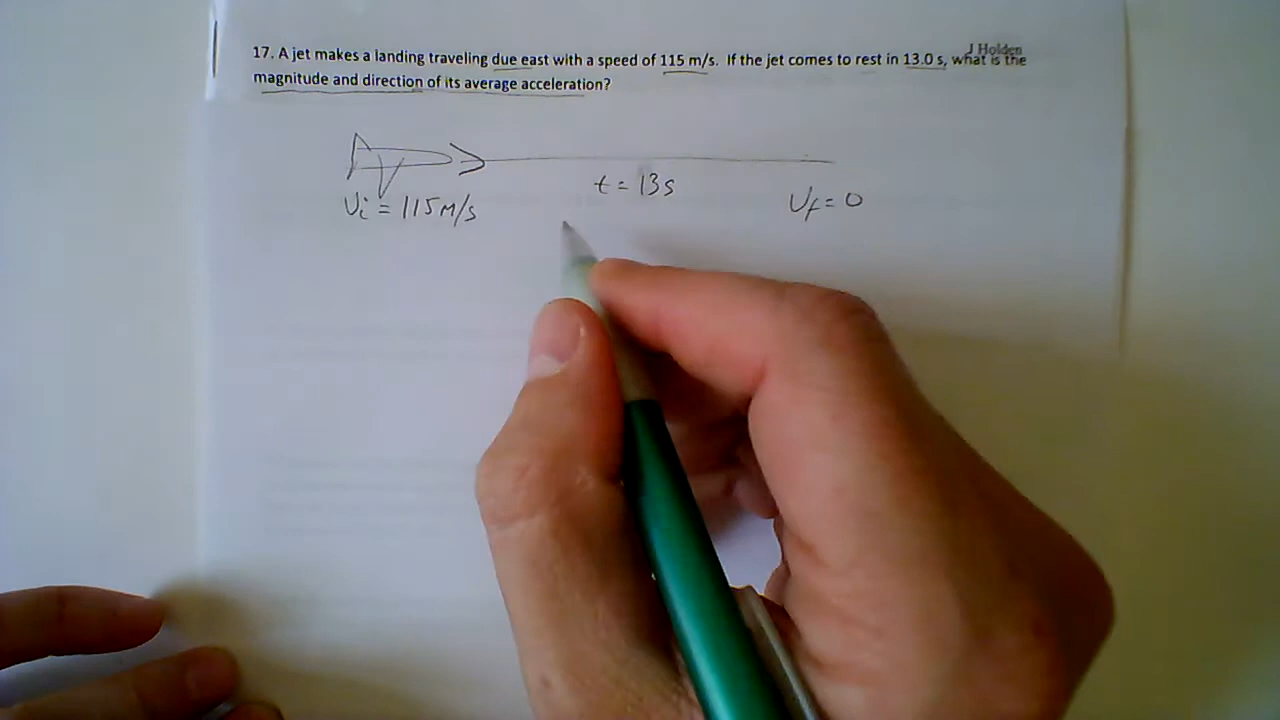 J Holden
17. A jet makes a landing traveling due east with a speed of 115 m/s. If the jet comes to rest in 13.0 s, what is the
magnitude and direction of its average acceleration?
t = 13s
Vi = 115 m/s
Vf = 0